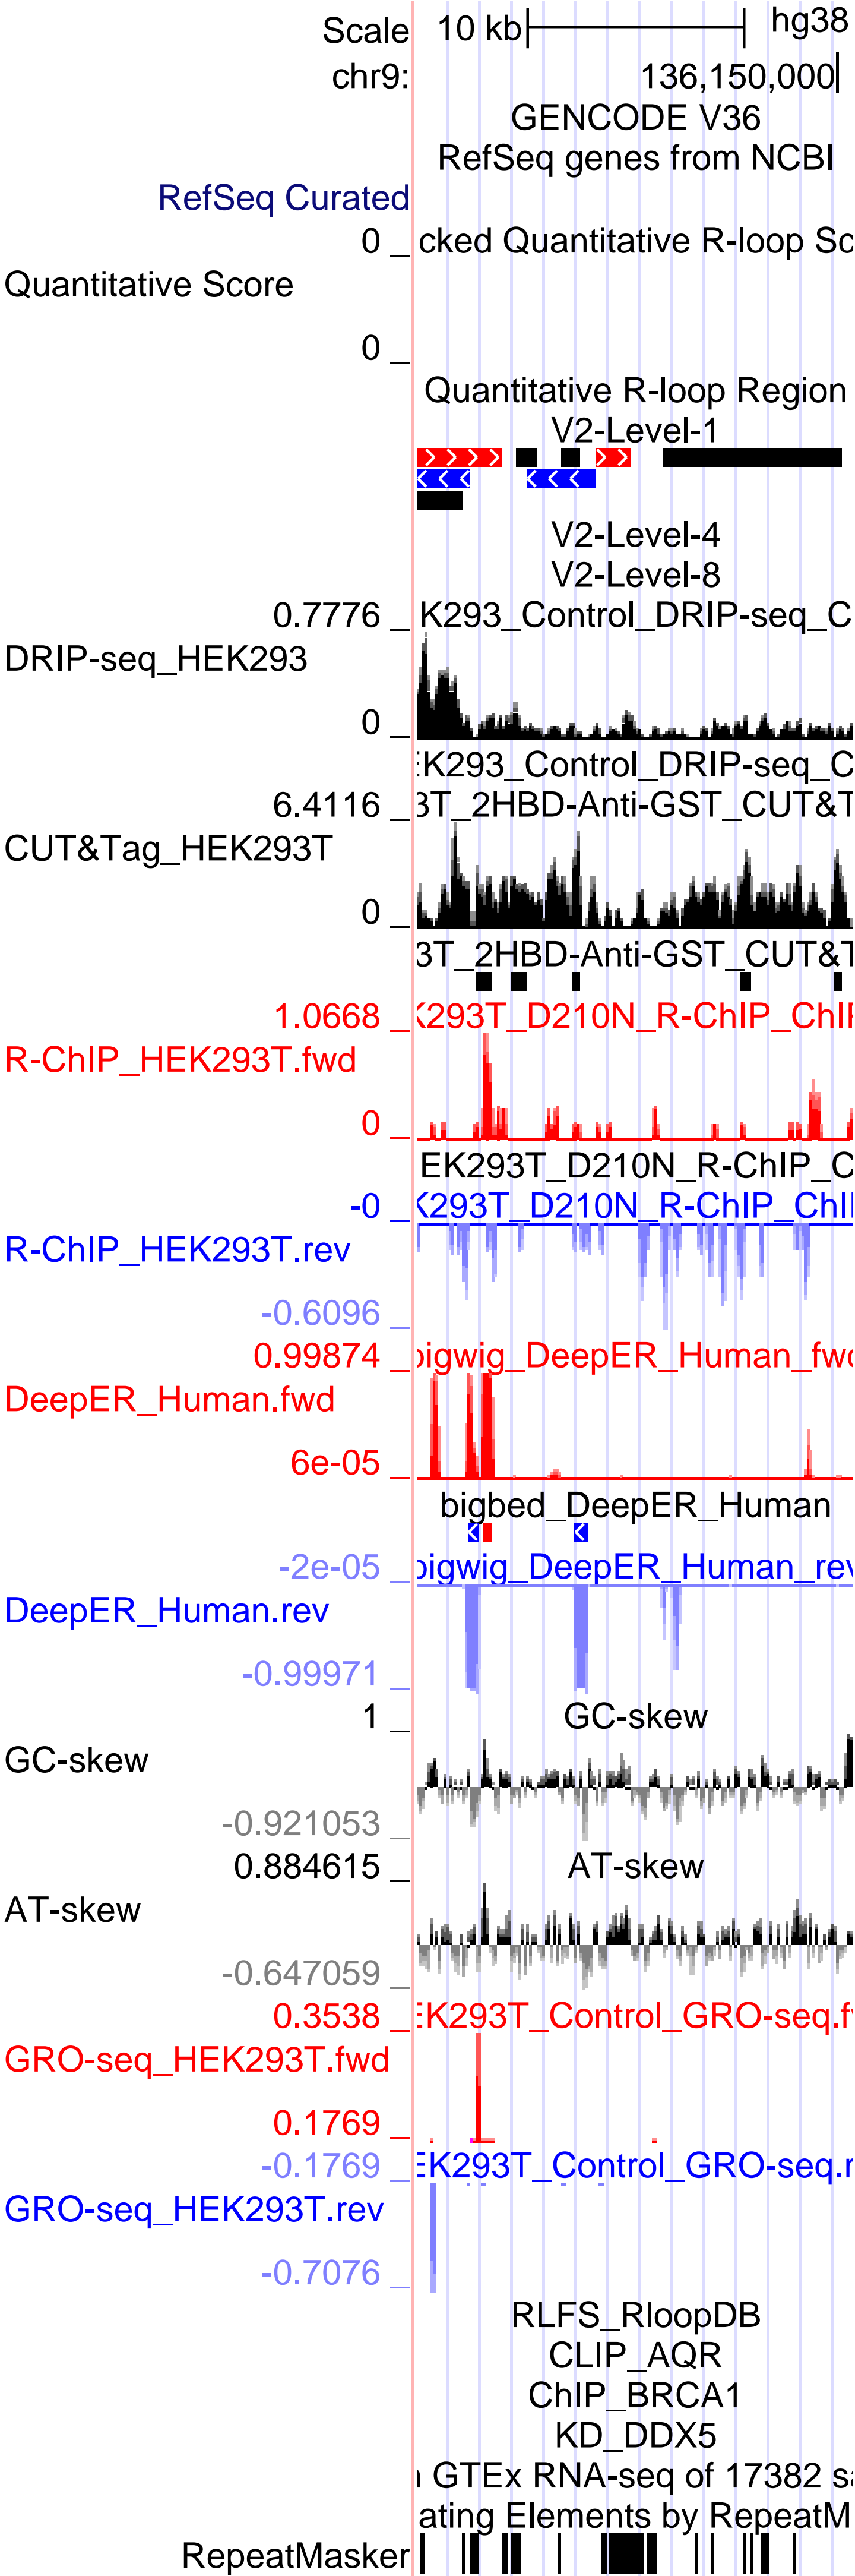 Scale 10 kb hg38
chr9: 136,150,000
GENCODE V36
RefSeq genes from NCBI
RefSeq Curated
0 _ cked Quantitative R-loop Sc
Quantitative Score
0 _
Quantitative R-loop Region
V2-Level-1
V2-Level-4
V2-Level-8
0.7776 _ K293_Control_DRIP-seq_C
DRIP-seq_HEK293
0 _
EK293_Control_DRIP-seq_C
6.4116 _ 3T_2HBD-Anti-GST_CUT&T
CUT&Tag_HEK293T
0 _
3T_2HBD-Anti-GST_CUT&T
1.0668 _ K293T_D210N_R-ChIP_ChIP
R-ChIP_HEK293T.fwd
0 _
EK293T_D210N_R-ChIP_C
-0 _ K293T_D210N_R-ChIP_ChI
R-ChIP_HEK293T.rev
-0.6096 _
0.99874 _ bigwig_DeepER_Human_fwd
DeepER_Human.fwd
6e-05 _
bigbed_DeepER_Human
-2e-05 _ bigwig_DeepER_Human_rev
DeepER_Human.rev
-0.99971 _
1 _ GC-skew
GC-skew
-0.921053 _
0.884615 _ AT-skew
AT-skew
-0.647059 _
0.3538 _ EK293T_Control_GRO-seq.f
GRO-seq_HEK293T.fwd
0.1769 _
-0.1769 _ EK293T_Control_GRO-seq.r
GRO-seq_HEK293T.rev
-0.7076 _
RLFS_RloopDB
CLIP_AQR
ChIP_BRCA1
KD_DDX5
GTEx RNA-seq of 17382 sa
ating Elements by RepeatM
RepeatMasker